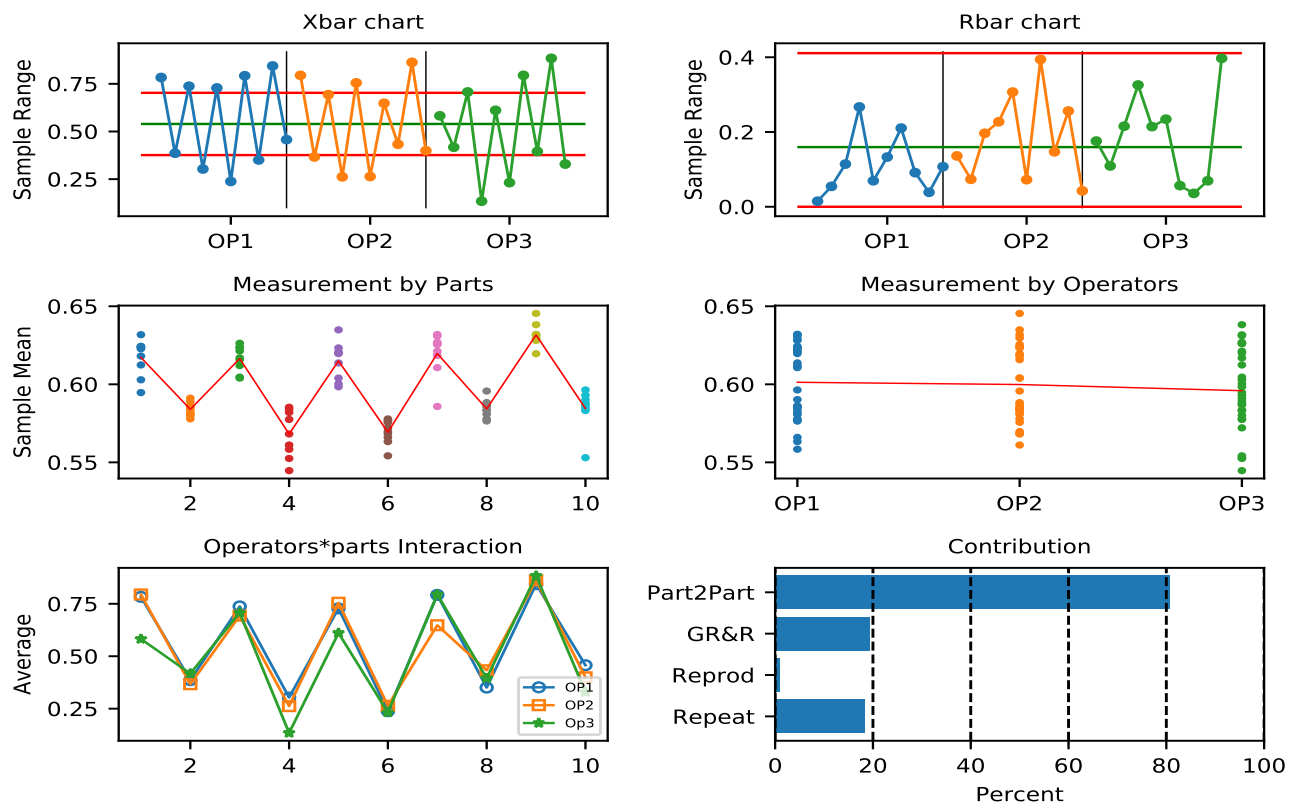 Xbar chart
Rbar chart
Sample Range
0.75
0.50
0.25
OP1 OP2 OP3
Sample Range
0.4
0.2
0.0
OP1 OP2 OP3
Measurement by Parts
Measurement by Operators
Sample Mean
0.65
0.60
0.55
2 4 6 8 10
0.65
0.60
0.55
OP1 OP2 OP3
Operators*parts Interaction
Contribution
Average
0.75
0.50
0.25
OP1
OP2
Op3
2 4 6 8 10
Part2Part
GR&R
Reprod
Repeat
0 20 40 60 80 100
Percent